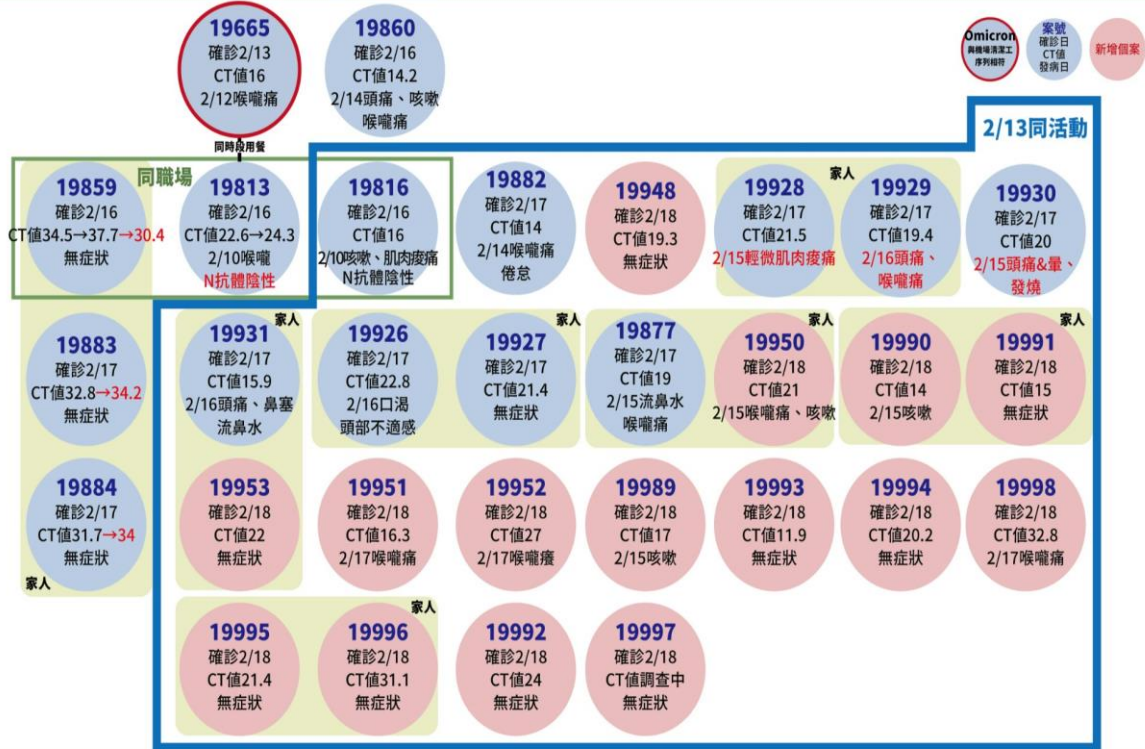 19665
確診2/13
CT值16
2/12喉嚨痛
19860
確診2/16
CT值14.2
2/14頭痛、咳嗽
喉嚨痛
Omicron
與機場清潔工
序列相符
案號
確診日
CT值
發病日
新增個案
2/13同活動
同時段用餐
同職場
19859
確診2/16
CT值34.5→37.7→30.4
無症狀
19813
確診2/16
CT值22.6→24.3
2/10喉嚨
N抗體陰性
19816
確診2/16
CT值16
2/10咳嗽、肌肉痠痛
N抗體陰性
19882
確診2/17
CT值14
2/14喉嚨痛
倦怠
19948
確診2/18
CT值19.3
無症狀
家人
19928
確診2/17
CT值21.5
2/15輕微肌肉痠痛
19929
確診2/17
CT值19.4
2/16頭痛、
喉嚨痛
19930
確診2/17
CT值20
2/15頭痛&暈、
發燒
19883
確診2/17
CT值32.8→34.2
無症狀
家人
19931
確診2/17
CT值15.9
2/16頭痛、鼻塞
流鼻水
19926
確診2/17
CT值22.8
2/16口渴
頭部不適感
家人
19927
確診2/17
CT值21.4
無症狀
19877
確診2/17
CT值19
2/15流鼻水
喉嚨痛
家人
19950
確診2/18
CT值21
2/15喉嚨痛、咳嗽
19990
確診2/18
CT值14
2/15咳嗽
家人
19991
確診2/18
CT值15
無症狀
19884
確診2/17
CT值31.7→34
無症狀
家人
19953
確診2/18
CT值22
無症狀
19951
確診2/18
CT值16.3
2/17喉嚨痛
19952
確診2/18
CT值27
2/17喉嚨癢
19989
確診2/18
CT值17
2/15咳嗽
19993
確診2/18
CT值11.9
無症狀
19994
確診2/18
CT值20.2
無症狀
19998
確診2/18
CT值32.8
2/17喉嚨痛
家人
19995
確診2/18
CT值21.4
無症狀
19996
確診2/18
CT值31.1
無症狀
19992
確診2/18
CT值24
無症狀
19997
確診2/18
CT值調查中
無症狀